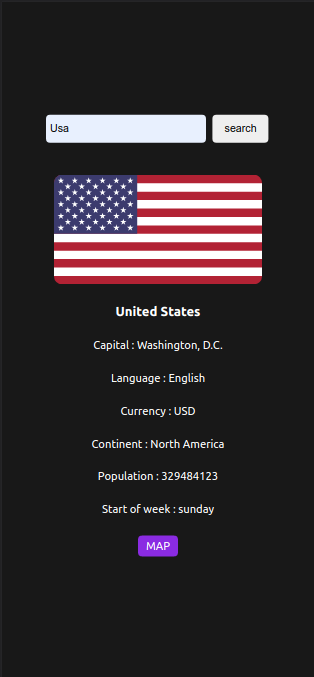 Usa
search
United States
Capital : Washington, D.C.
Language : English
Currency : USD
Continent : North America
Population : 329484123
Start of week : sunday
MAP